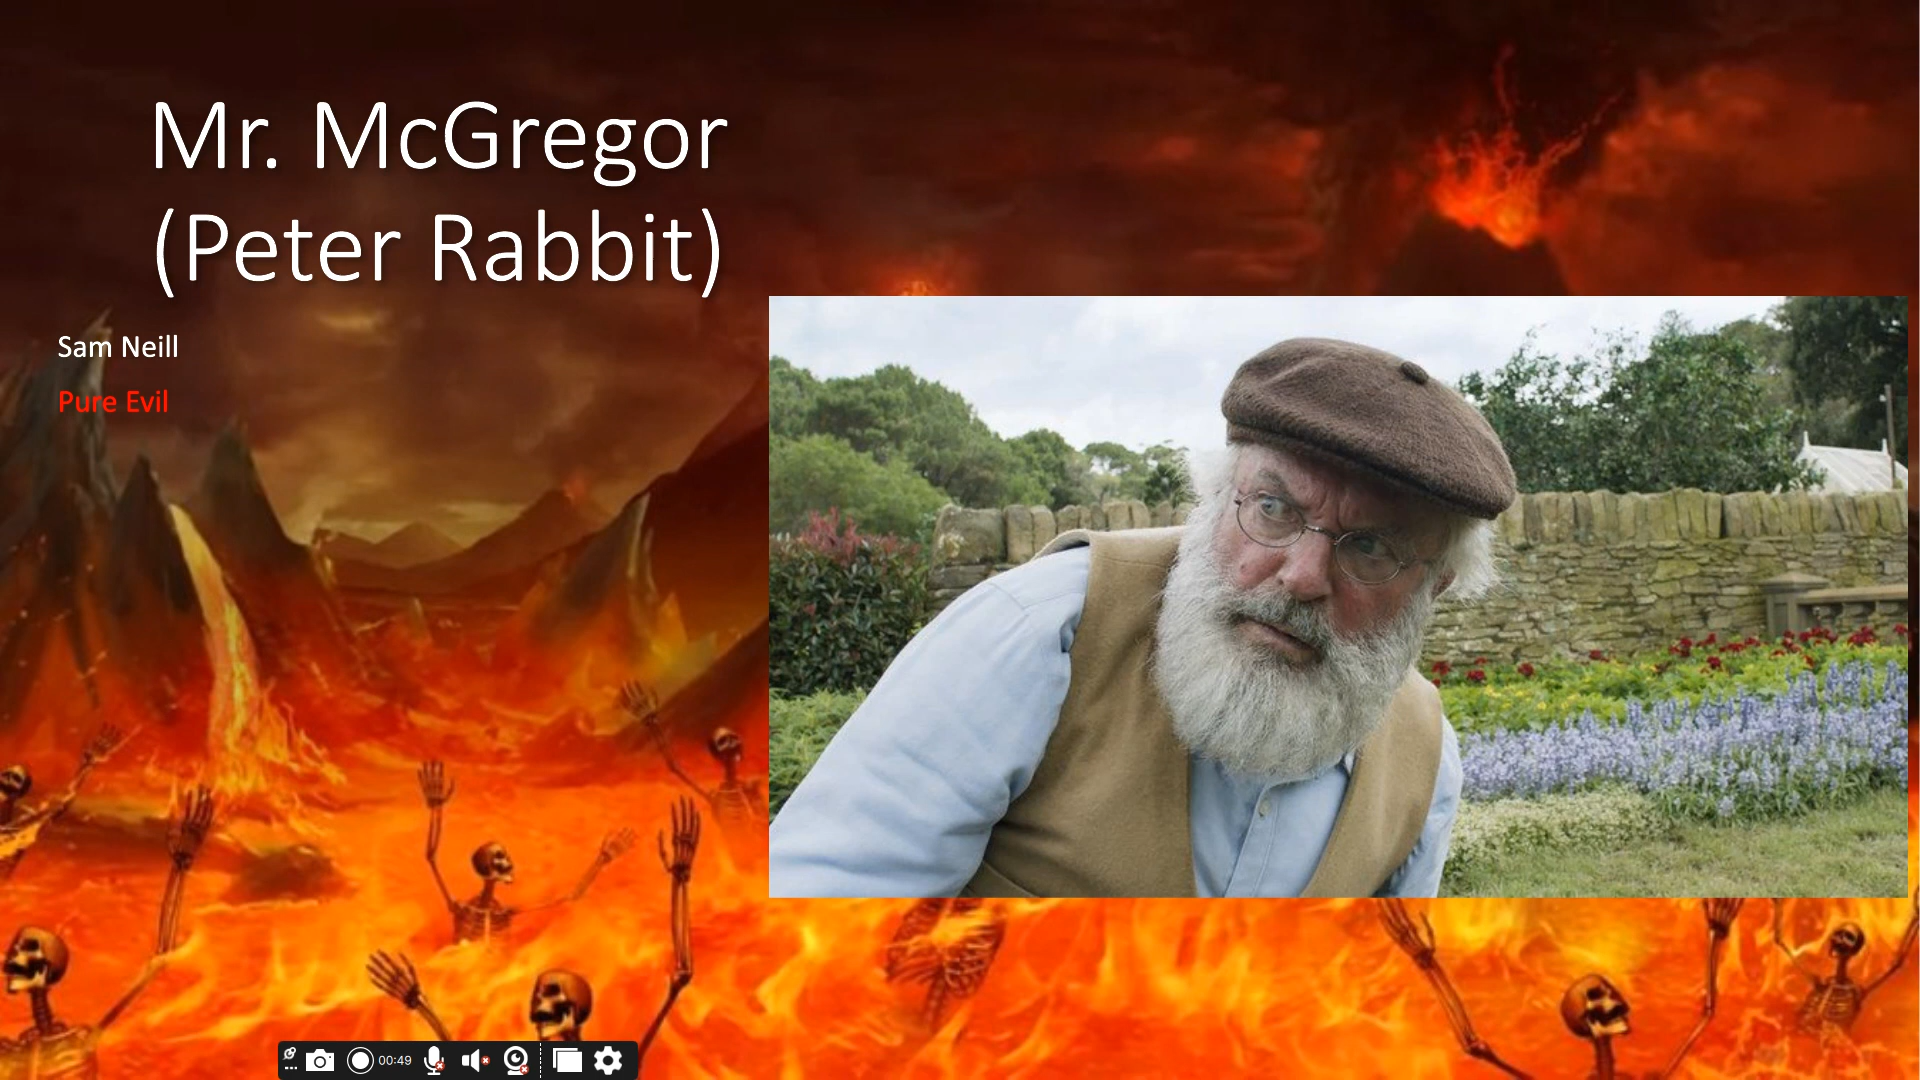 Mr. McGregor
(Peter Rabbit)
Sam Neill
Pure Evil
00:49